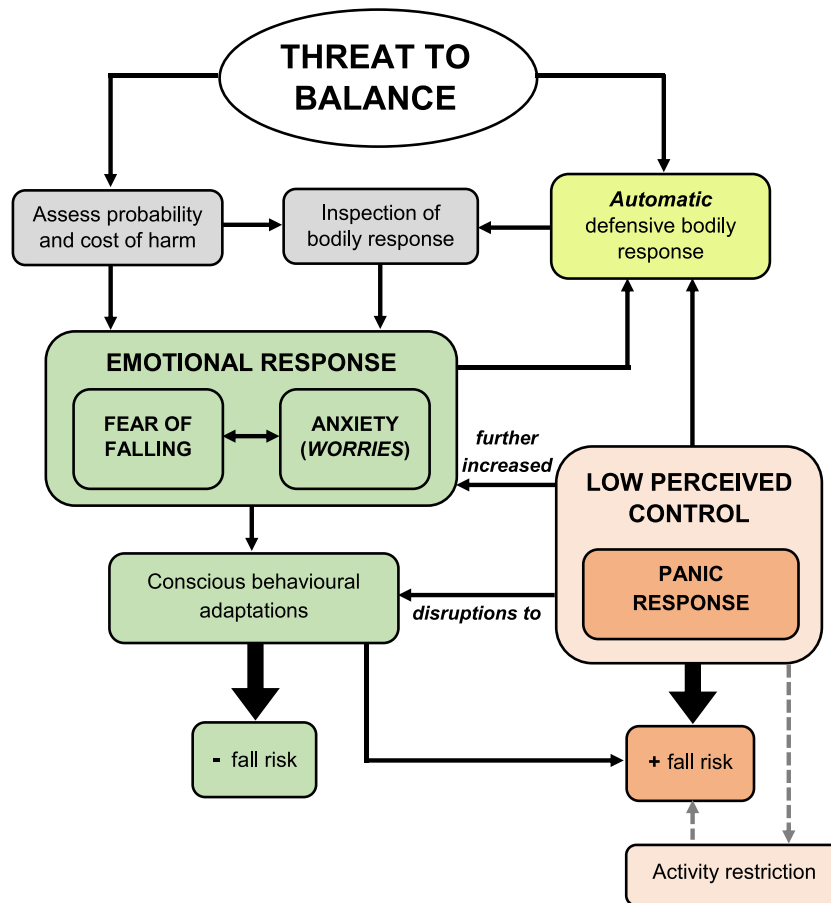 THREAT TO
BALANCE
Assess probability
and cost of harm
Inspection of
bodily response
Automatic
defensive bodily
response
EMOTIONAL RESPONSE
FEAR OF
FALLING
ANXIETY
(WORRIES)
further
increased
LOW PERCEIVED
CONTROL
PANIC
RESPONSE
Conscious behavioural
adaptations
disruptions to
- fall risk
+ fall risk
Activity restriction